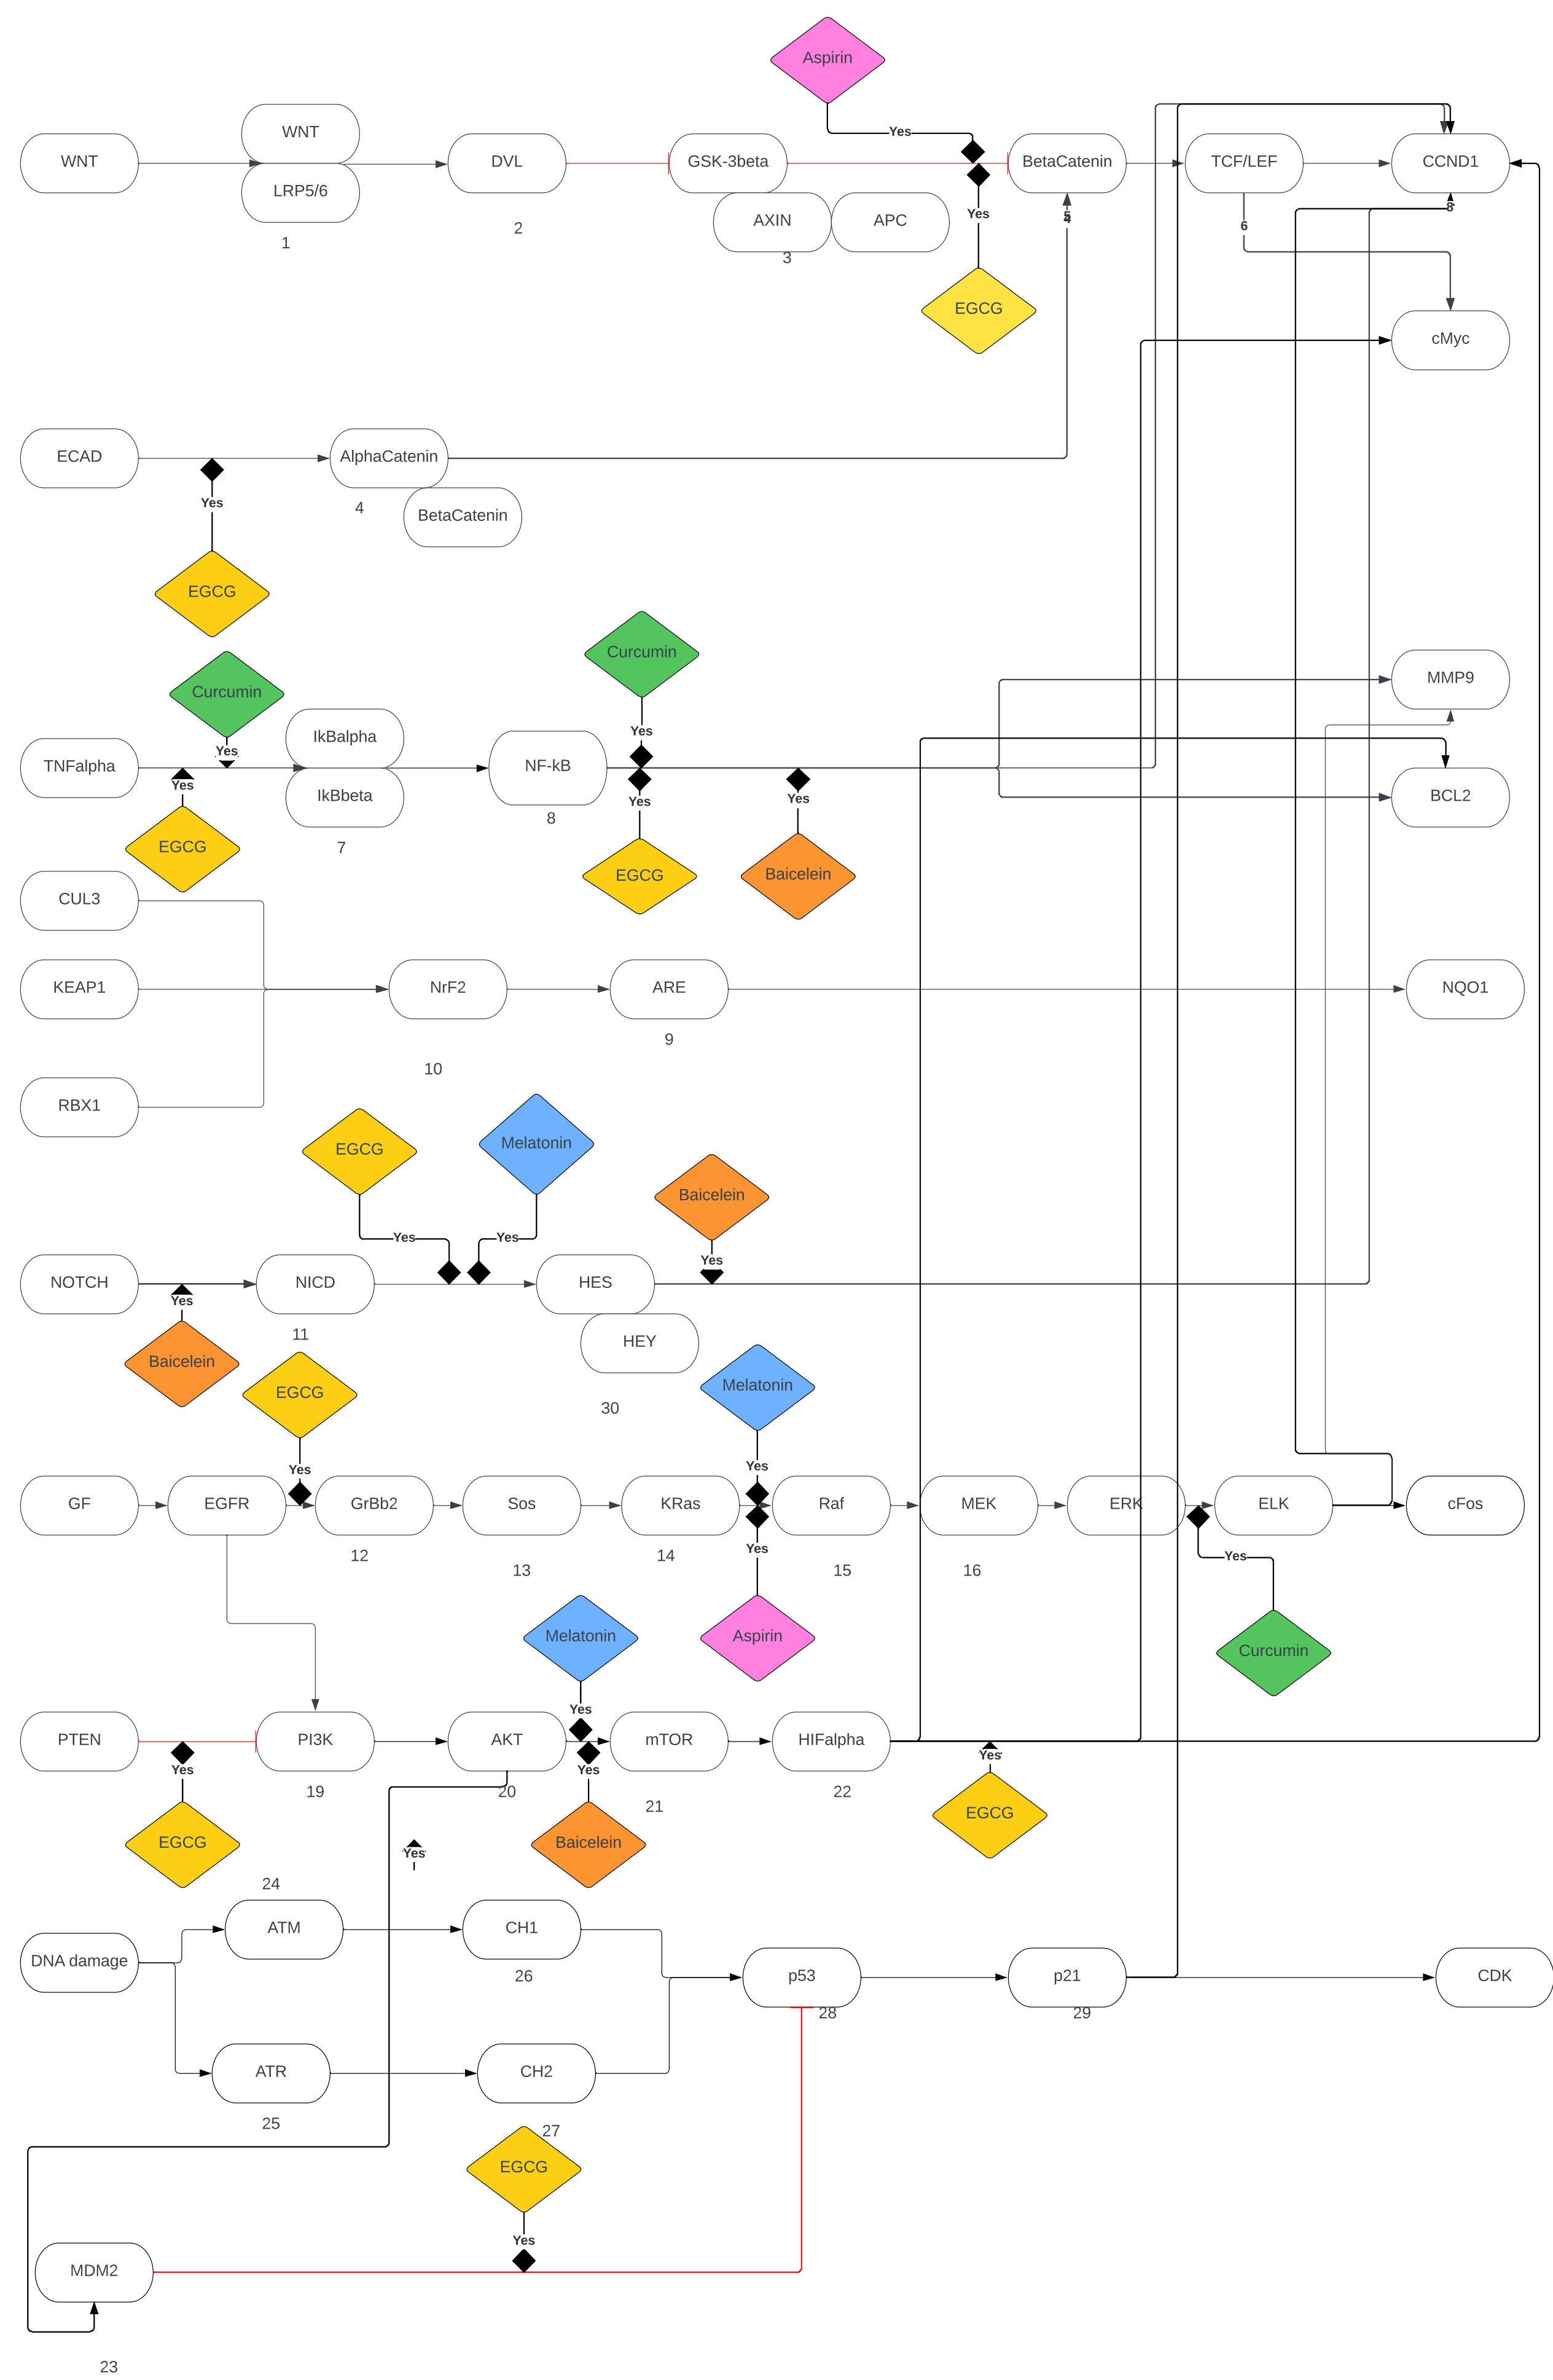 Aspirin
Yes
WNT
WNT
LRP5/6
1
DVL
2
GSK-3beta
AXIN
APC
3
Yes
EGCG
BetaCatenin
4
TCF/LEF
6
CCND1
8
cMyc
ECAD
Yes
EGCG
AlphaCatenin
4
BetaCatenin
Curcumin
Yes
TNFalpha
Yes
EGCG
IkBalpha
IkBbeta
7
Curcumin
Yes
NF-kB
8
Yes
EGCG
Yes
Baicelein
MMP9
BCL2
CUL3
KEAP1
RBX1
NrF2
10
ARE
9
NQO1
EGCG
Yes
Melatonin
Yes
Baicelein
Yes
NOTCH
Yes
Baicelein
NICD
11
HES
HEY
30
EGCG
Yes
Melatonin
Yes
GF
EGFR
GrBb2
12
Sos
13
KRas
14
Raf
15
MEK
16
ERK
ELK
cFos
Yes
Aspirin
Yes
Curcumin
Melatonin
Yes
PTEN
Yes
EGCG
PI3K
19
AKT
20
Yes
Baicelein
mTOR
21
HIFalpha
22
Yes
EGCG
Yes
24
DNA damage
ATM
CH1
26
ATR
25
CH2
27
p53
28
p21
29
CDK
EGCG
Yes
MDM2
23